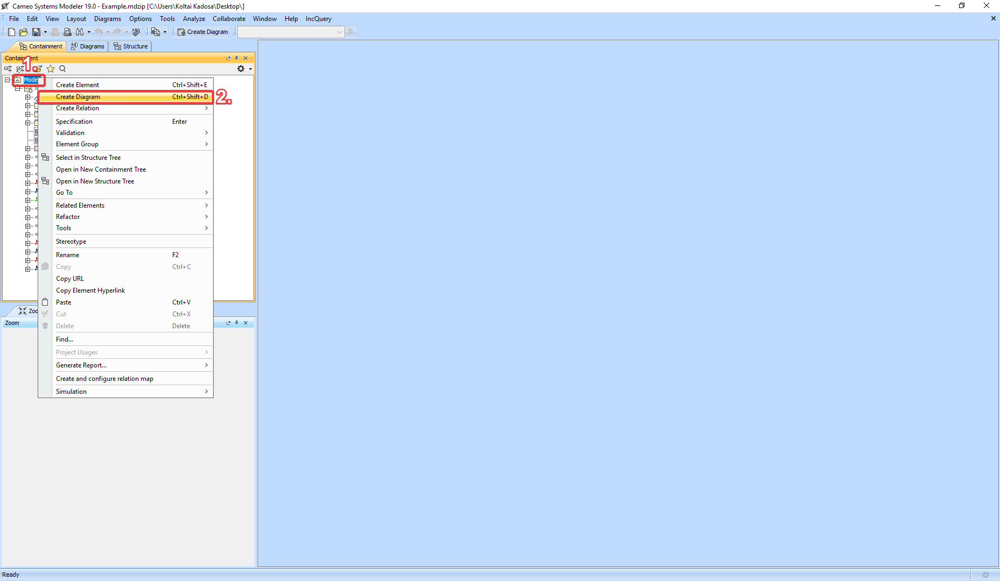 Cameo Systems Modeler 19.0 - Example.mdzip [C:\Users\Koltai Kadosa\Desktop\]
File Edit View Layout Diagrams Options Tools Analyze Collaborate Window Help IncQuery
Create Diagram
Containment Diagrams Structure
Containment
1.
Mode
Create Element Ctrl+Shift+E
Create Diagram Ctrl+Shift+D
2.
Create Relation
Specification Enter
Validation
Element Group
Select in Structure Tree
Open in New Containment Tree
Open in New Structure Tree
Go To
Related Elements
Refactor
Tools
Stereotype
Rename F2
Copy Ctrl+C
Copy URL
Copy Element Hyperlink
Paste Ctrl+V
Zoo
Cut Ctrl+X
Zoom
Delete Delete
Find...
Project Usages
Generate Report...
Create and configure relation map
Simulation
Ready